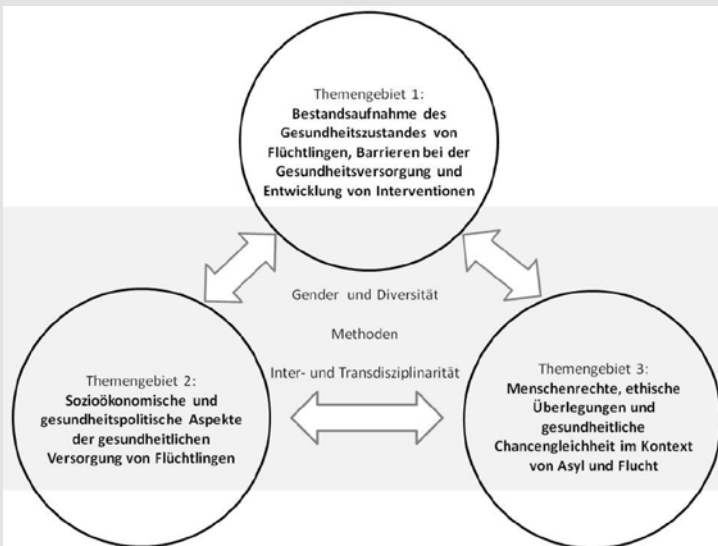 Themengebiet 1:
Bestandsaufnahme des
Gesundheitszustandes von
Flüchtlingen, Barrieren bei der
Gesundheitsversorgung und
Entwicklung von Interventionen
Gender und Diversität
Methoden
Inter- und Transdisziplinarität
Themengebiet 2:
Sozioökonomische und
gesundheitspolitische Aspekte
der gesundheitlichen
Versorgung von Flüchtlingen
Themengebiet 3:
Menschenrechte, ethische
Überlegungen und
gesundheitliche
Chancengleichheit im Kontext
von Asyl und Flucht